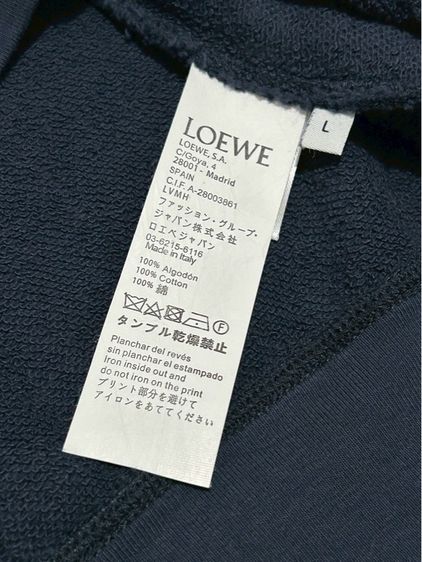 LOEWE
LOEWE, S.A.
C/Goya, 4
28001 - Madrid
SPAIN
C.I.F. A-28003861
LVMH
ファッション・グループ・
ジャパン株式会社
ロエベジャパン
03-6215-6116
Made in Italy
100% Algodón
100% Cotton
100% 綿
F
タンブル乾燥禁止
Planchar del revés
sin planchar el estampado
Iron inside out and
do not iron on the print
プリント部分を避けて
アイロンをあててください
L